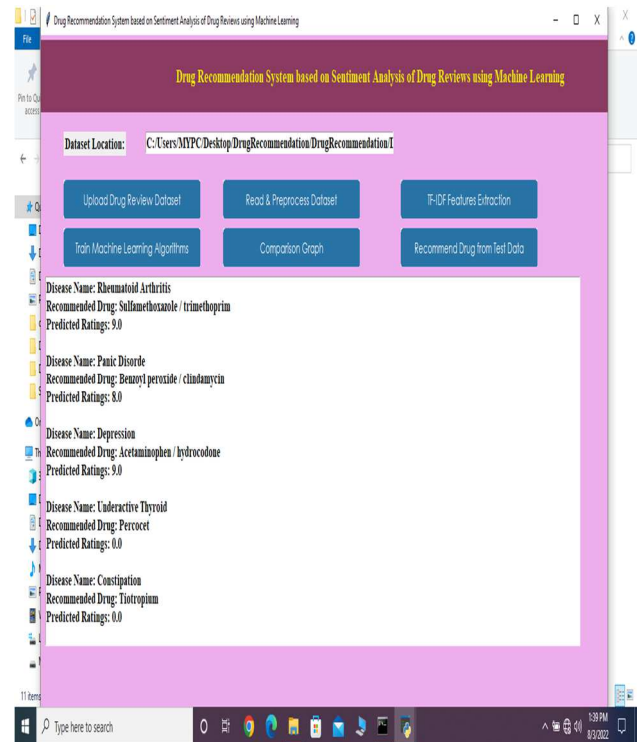 Drug Recommendation System based on Sentiment Analysis of Drug Reviews using Machine Learning
File
Pin to Qu
access
Drug Recommendation System based on Sentiment Analysis of Drug Reviews using Machine Learning
Dataset Location:
C:/Users/MYPC/Desktop/DrugRecommendation/DrugRecommendation/
Upload Drug Review Dataset
Read & Preprocess Dataset
TF-IDF Features Extraction
Train Machine Learning Algorithms
Comparison Graph
Recommend Drug from Test Data
Disease Name: Rheumatoid Arthritis
Recommended Drug: Sulfamethoxazole / trimethoprim
Predicted Ratings: 9.0
Disease Name: Panic Disorde
Recommended Drug: Benzoyl peroxide / clindamycin
Predicted Ratings: 8.0
Disease Name: Depression
Recommended Drug: Acetaminophen / hydrocodone
Predicted Ratings: 9.0
Disease Name: Underactive Thyroid
Recommended Drug: Percocet
Predicted Ratings: 0.0
Disease Name: Constipation
Recommended Drug: Tiotropium
Predicted Ratings: 0.0
11 items
Type here to search
1:39 PM
8/3/2022